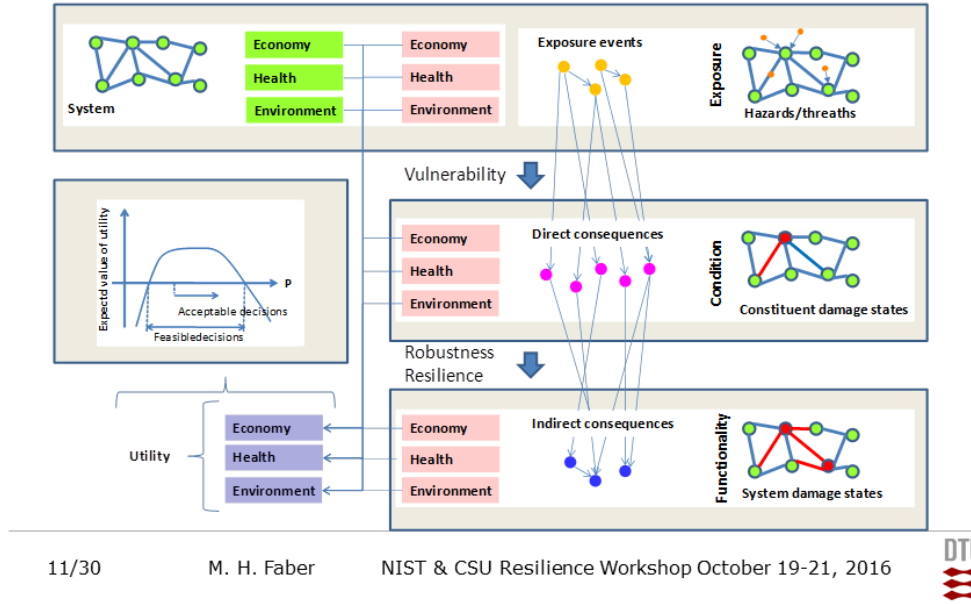 System
Economy
Health
Environment
Economy
Health
Environment
Exposure events
Exposure
Hazards/threaths
Vulnerability
Expectd value of utility
P
Acceptable decisions
Feasibledecisions
Economy
Health
Environment
Direct consequences
Condition
Constituent damage states
Robustness
Resilience
Utility
Economy
Health
Environment
Economy
Health
Environment
Indirect consequences
Functionality
System damage states
11/30
M. H. Faber
NIST & CSU Resilience Workshop October 19-21, 2016